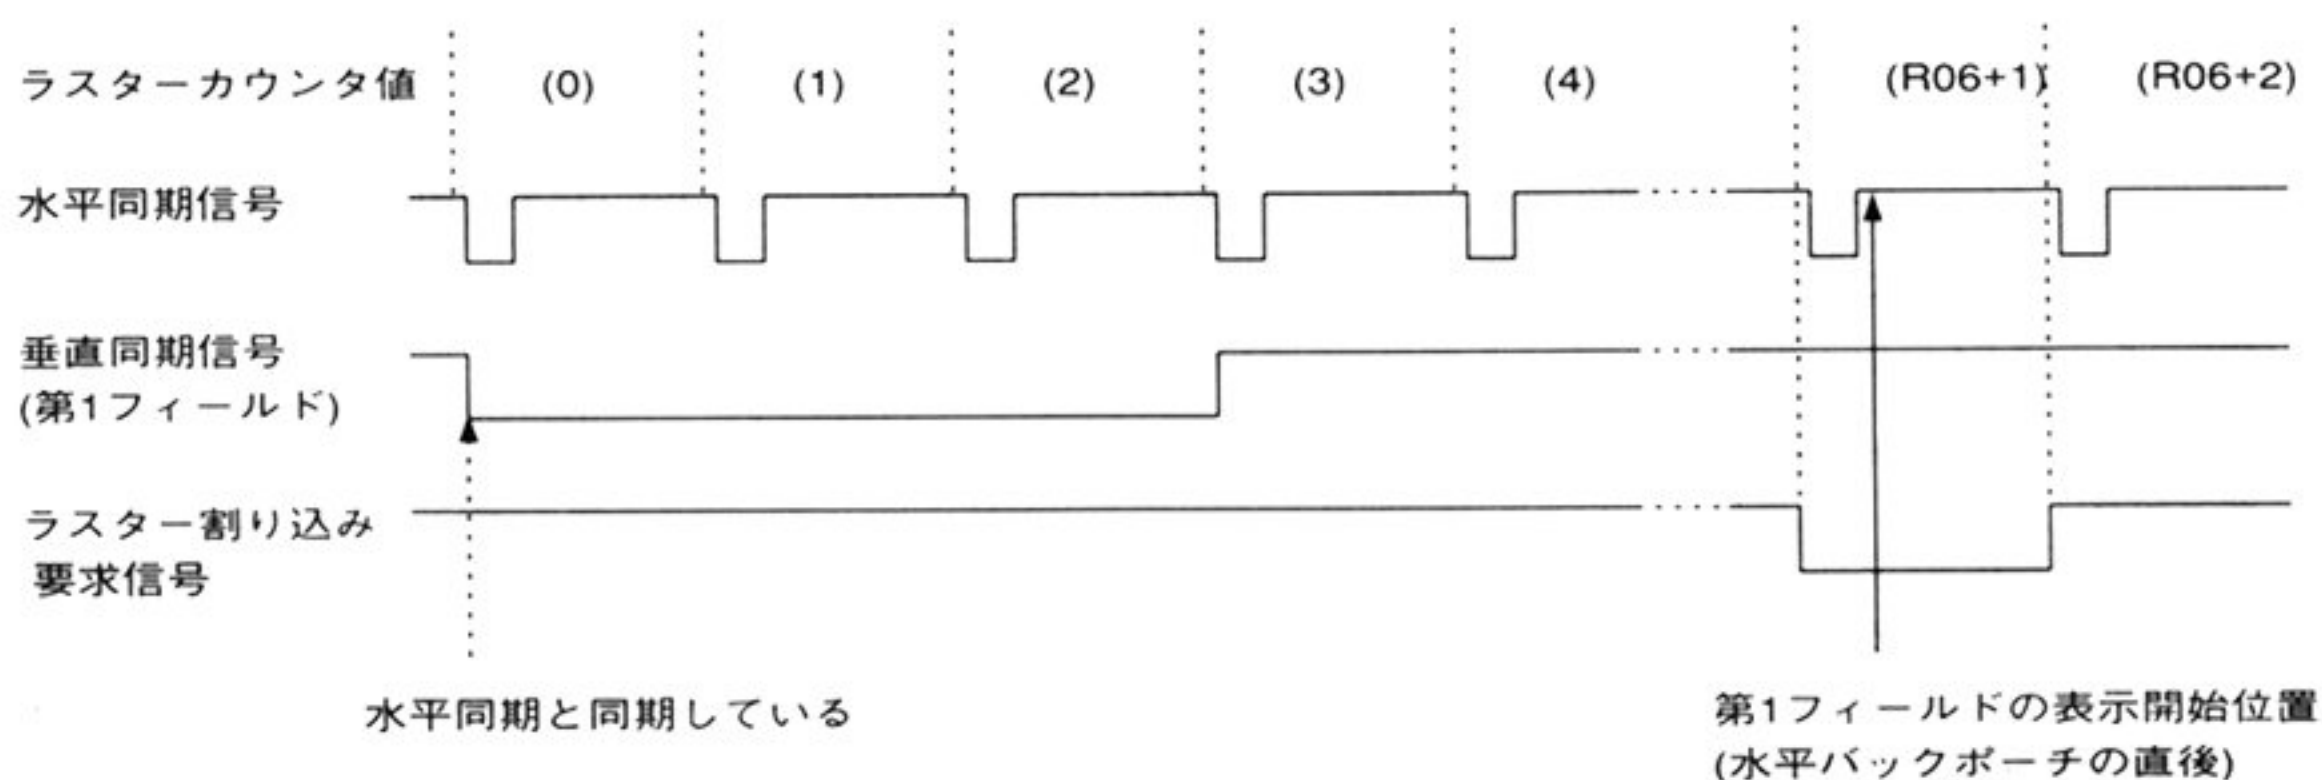 ラスターカウンタ値 (0) (1) (2) (3) (4) (R06+1) (R06+2)
水平同期信号
垂直同期信号
(第1フィールド)
ラスター割り込み
要求信号
水平同期と同期している
第1フィールドの表示開始位置
(水平バックポーチの直後)